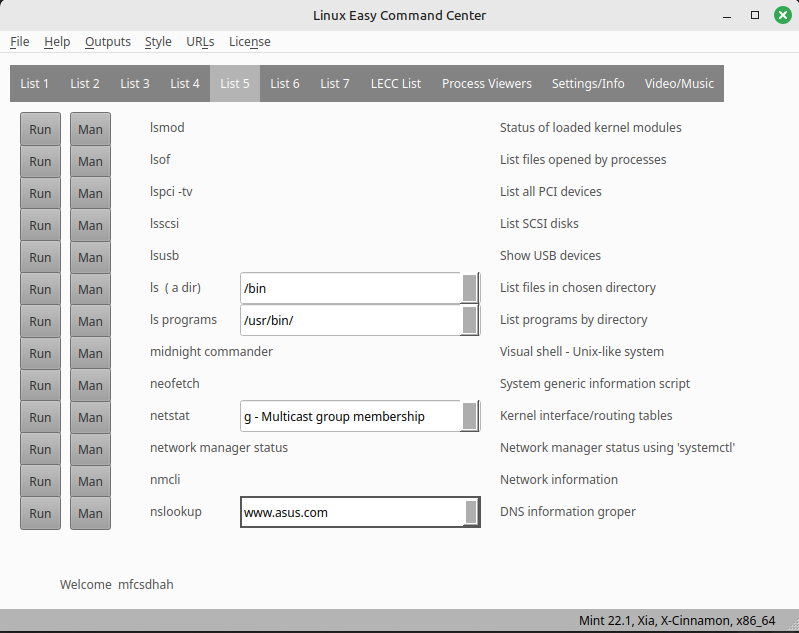 Linux Easy Command Center
File Help Outputs Style URLs License
List 1 List 2 List 3 List 4 List 5 List 6 List 7 LECC List Process Viewers Settings/Info Video/Music
Run Man lsmod Status of loaded kernel modules
Run Man lsof List files opened by processes
Run Man lspci -tv List all PCI devices
Run Man lsscsi List SCSI disks
Run Man lsusb Show USB devices
Run Man ls ( a dir) /bin List files in chosen directory
Run Man ls programs /usr/bin/ List programs by directory
Run Man midnight commander Visual shell - Unix-like system
Run Man neofetch System generic information script
Run Man netstat g - Multicast group membership Kernel interface/routing tables
Run Man network manager status Network manager status using 'systemctl'
Run Man nmcli Network information
Run Man nslookup www.asus.com DNS information groper
Welcome mfcsdhah
Mint 22.1, Xia, X-Cinnamon, x86_64